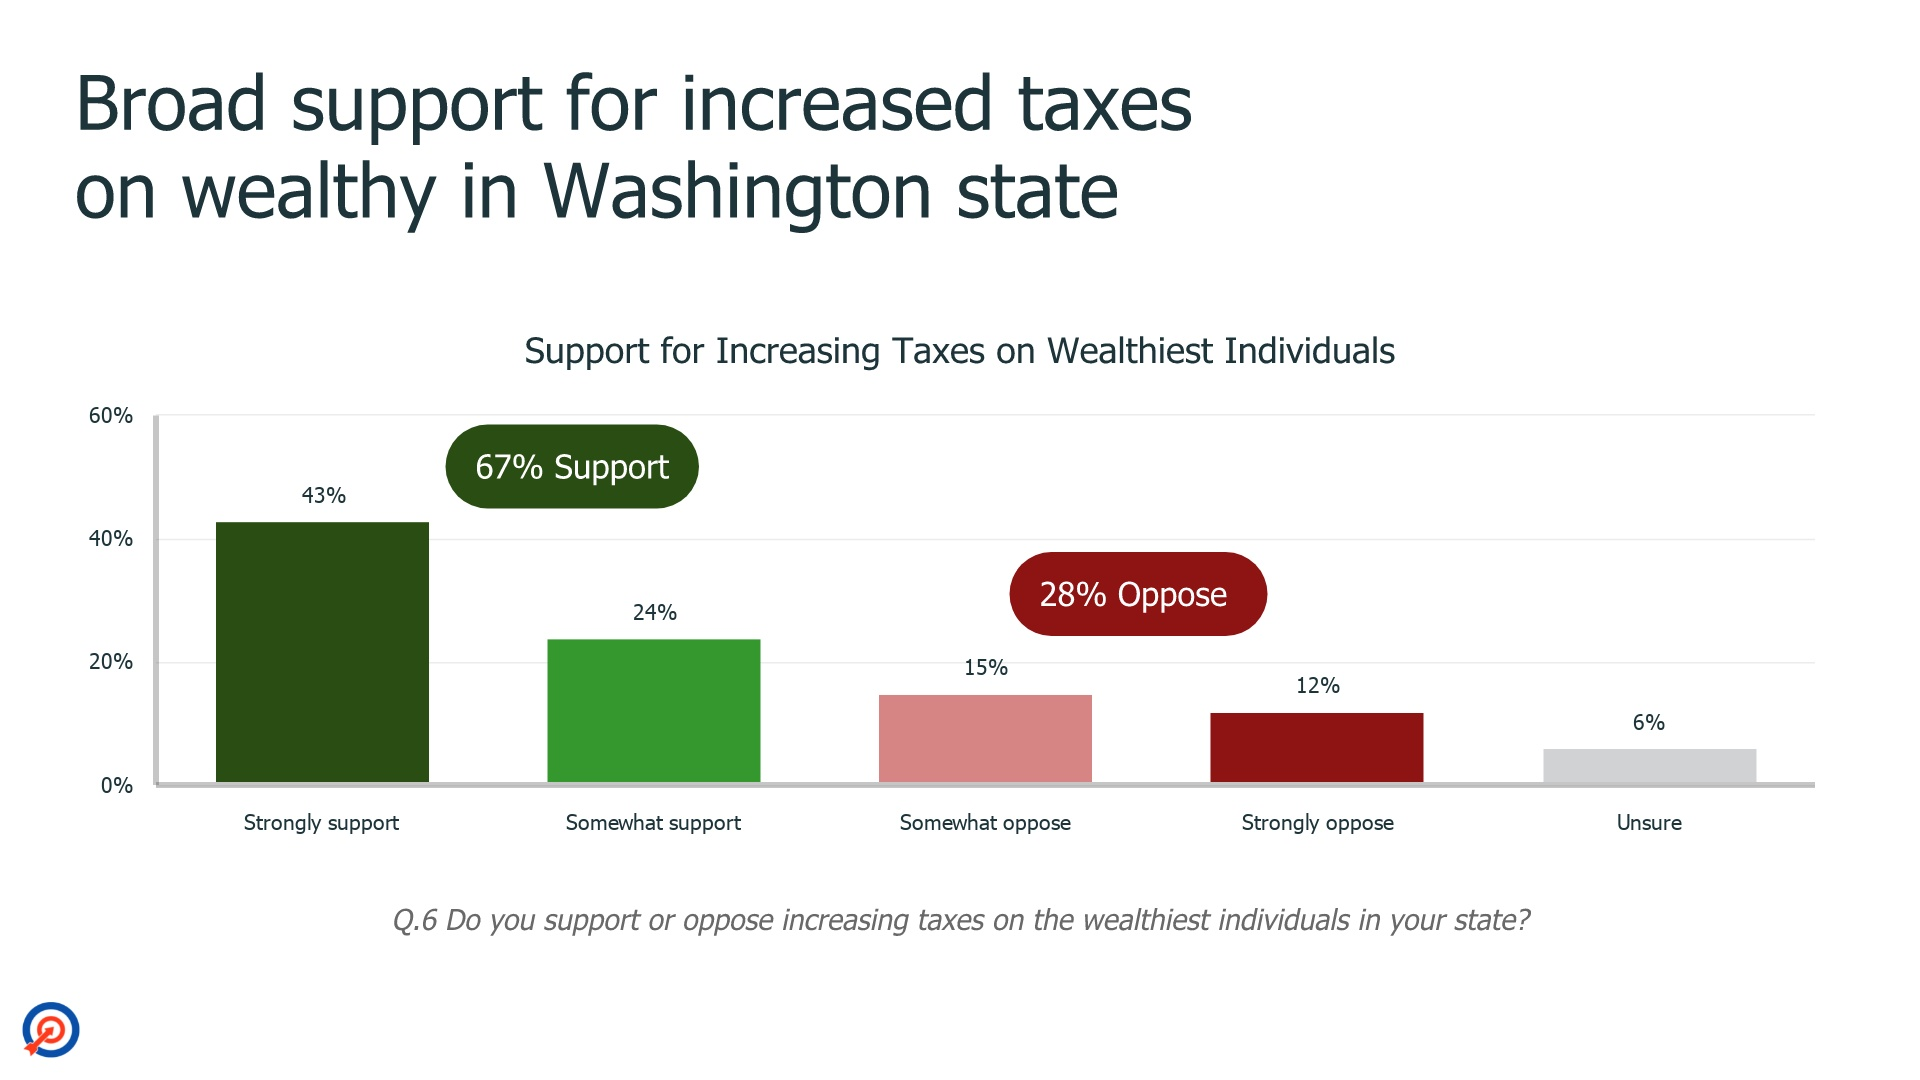 Broad support for increased taxes
on wealthy in Washington state
Support for Increasing Taxes on Wealthiest Individuals
60%
40%
20%
0%
67% Support
28% Oppose
43%
24%
15%
12%
6%
Strongly support
Somewhat support
Somewhat oppose
Strongly oppose
Unsure
Q.6 Do you support or oppose increasing taxes on the wealthiest individuals in your state?